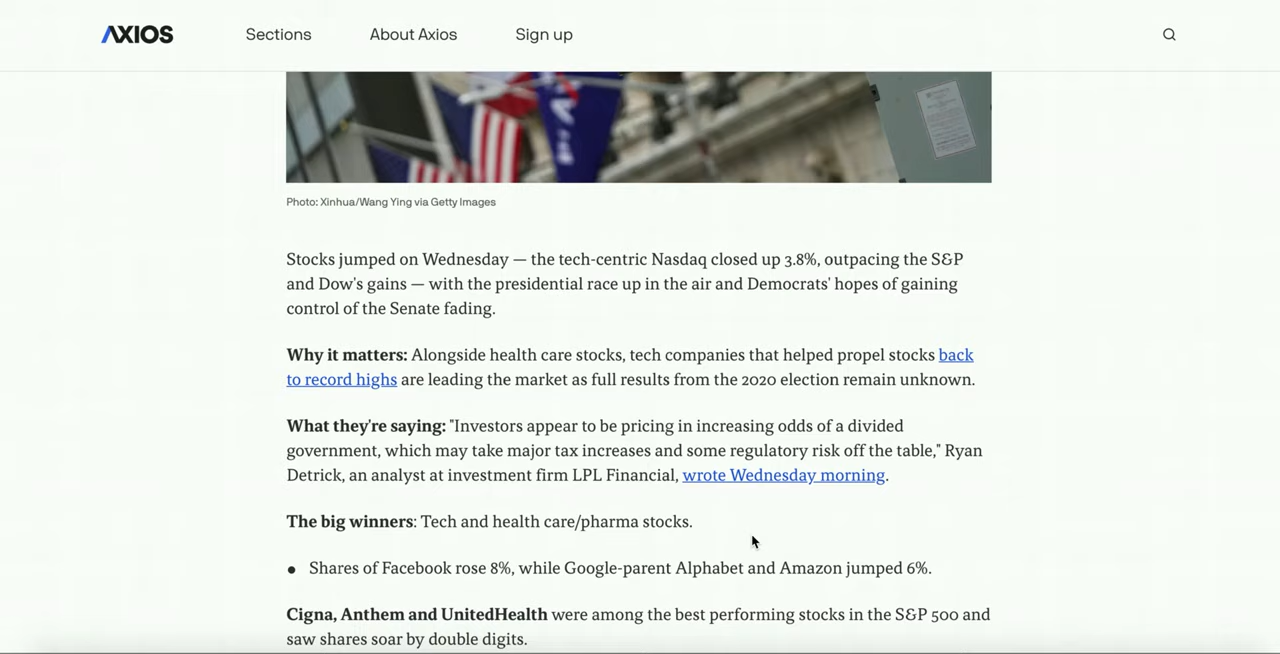 AXIOS
Sections
About Axios
Sign up
Photo: Xinhua/Wang Ying via Getty Images
Stocks jumped on Wednesday — the tech-centric Nasdaq closed up 3.8%, outpacing the S&P
and Dow's gains — with the presidential race up in the air and Democrats' hopes of gaining
control of the Senate fading.
Why it matters: Alongside health care stocks, tech companies that helped propel stocks back
to record highs are leading the market as full results from the 2020 election remain unknown.
What they're saying: "Investors appear to be pricing in increasing odds of a divided
government, which may take major tax increases and some regulatory risk off the table," Ryan
Detrick, an analyst at investment firm LPL Financial, wrote Wednesday morning.
The big winners: Tech and health care/pharma stocks.
● Shares of Facebook rose 8%, while Google-parent Alphabet and Amazon jumped 6%.
Cigna, Anthem and UnitedHealth were among the best performing stocks in the S&P 500 and
saw shares soar by double digits.